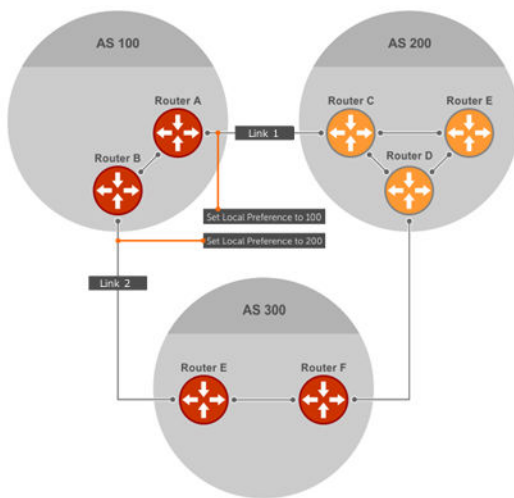 AS 100
AS 200
Router A
Router C
Router E
Link 1
Router B
Router D
Set Local Preference to 100
Set Local Preference to 200
Link 2
AS 300
Router E
Router F